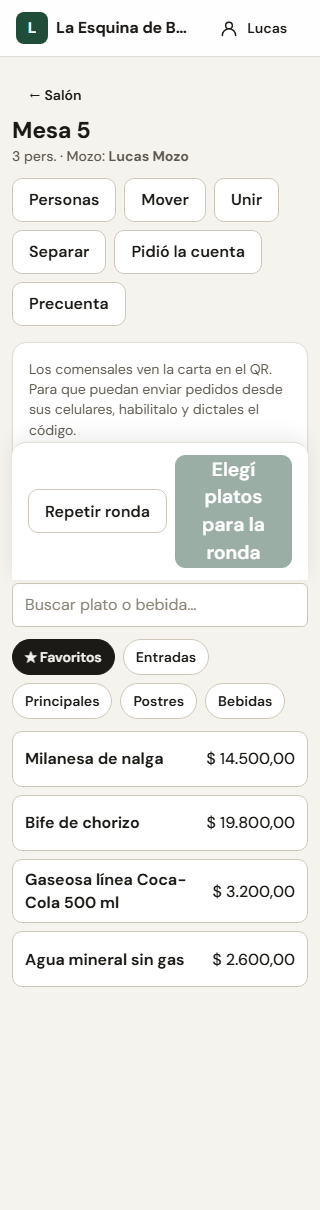 L La Esquina de B... Lucas
← Salón
Mesa 5
3 pers. · Mozo: Lucas Mozo
Personas Mover Unir
Separar Pidió la cuenta
Precuenta
Los comensales ven la carta en el QR.
Para que puedan enviar pedidos desde
sus celulares, habilitalo y dictales el
código.
Repetir ronda
Elegí
platos
para la
ronda
Buscar plato o bebida...
★ Favoritos Entradas
Principales Postres Bebidas
Milanesa de nalga $ 14.500,00
Bife de chorizo $ 19.800,00
Gaseosa línea Coca-
Cola 500 ml $ 3.200,00
Agua mineral sin gas $ 2.600,00